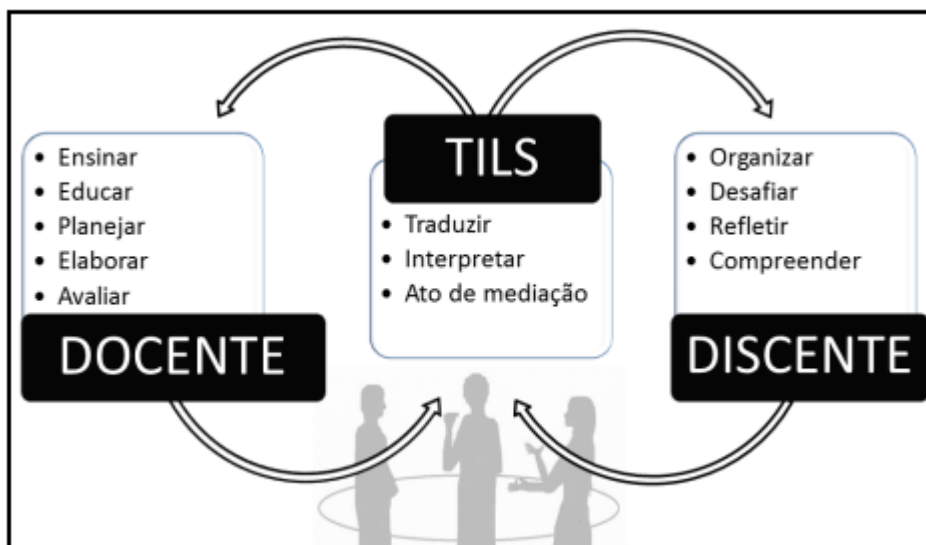 • Ensinar
• Educar
• Planejar
• Elaborar
• Avaliar
DOCENTE
TILS
• Traduzir
• Interpretar
• Ato de mediação
• Organizar
• Desafiar
• Refletir
• Compreender
DISCENTE